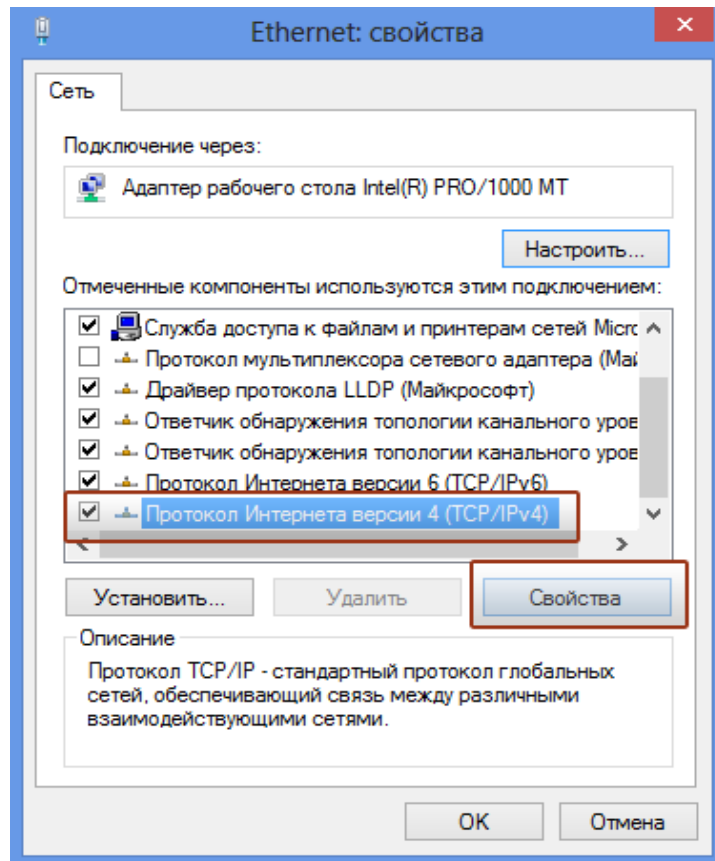 Ethernet: свойства
Сеть
Подключение через:
Адаптер рабочего стола Intel(R) PRO/1000 MT
Настроить...
Отмеченные компоненты используются этим подключением:
Служба доступа к файлам и принтерам сетей Micro
Протокол мультиплексора сетевого адаптера (Май
Драйвер протокола LLDP (Майкрософт)
Ответчик обнаружения топологии канального уров
Ответчик обнаружения топологии канального уров
Протокол Интернета версии 6 (TCP/IPv6)
Протокол Интернета версии 4 (TCP/IPv4)
Установить...
Удалить
Свойства
Описание
Протокол TCP/IP - стандартный протокол глобальных
сетей, обеспечивающий связь между различными
взаимодействующими сетями.
OK
Отмена